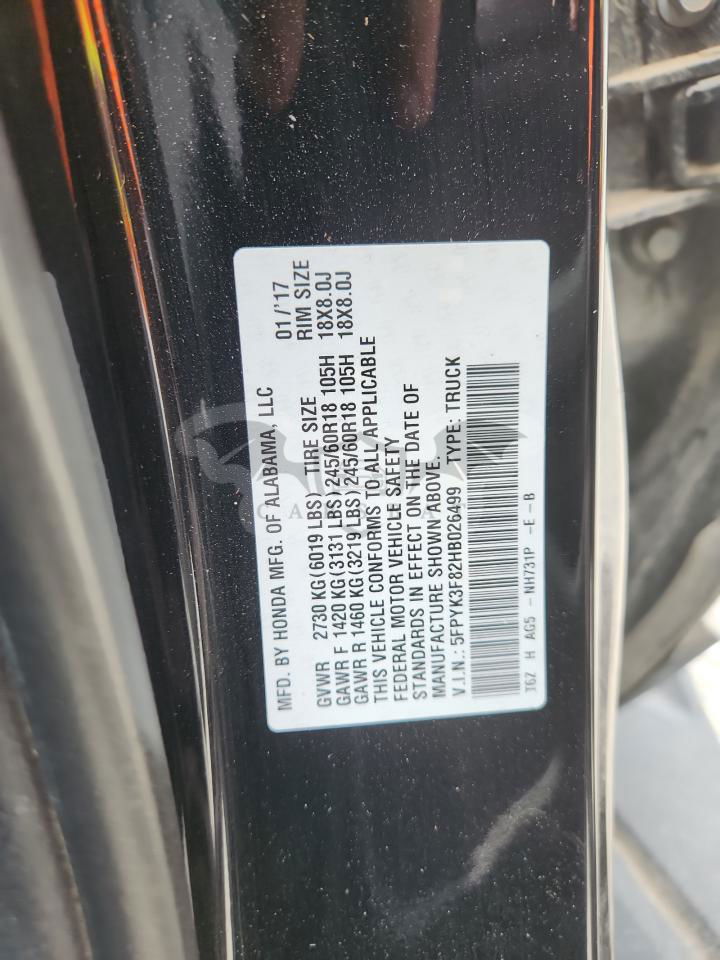 MFD. BY HONDA MFG. OF ALABAMA, LLC 01/'17
GVWR 2730 KG(6019 LBS) TIRE SIZE RIM SIZE
GAWR F 1420 KG(3131 LBS)245/60R18 105H 18X8.0J
GAWR R 1460 KG(3219 LBS)245/60R18 105H 18X8.0J
THIS VEHICLE CONFORMS TO ALL APPLICABLE
FEDERAL MOTOR VEHICLE SAFETY
STANDARDS IN EFFECT ON THE DATE OF
MANUFACTURE SHOWN ABOVE.
V.I.N.: 5FPYK3F82HB026499 TYPE: TRUCK
T6Z H AG5 - NH731P -E -B